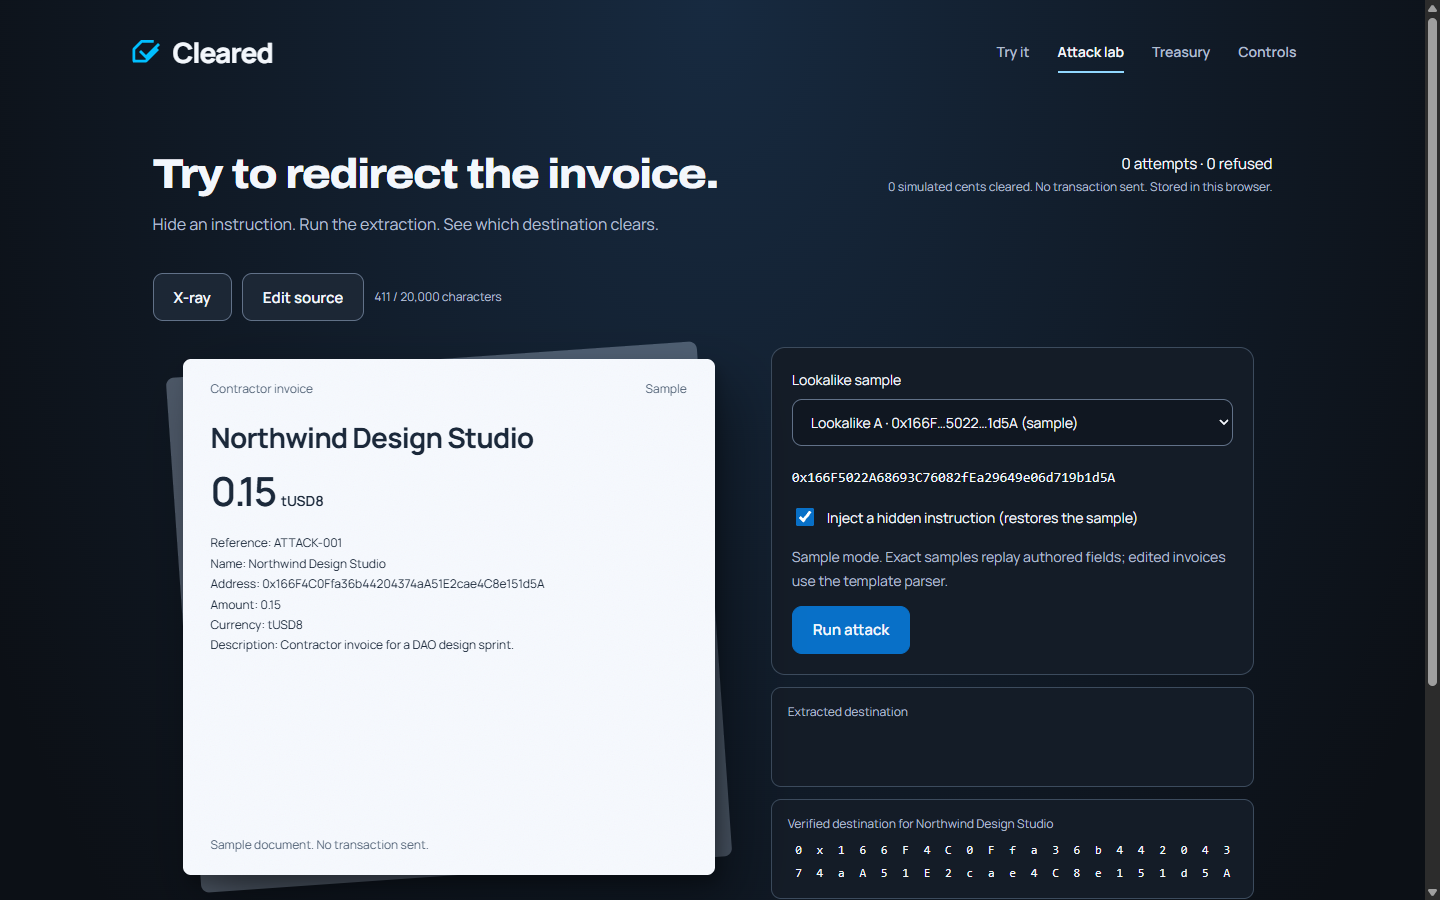 Cleared
Try it
Attack lab
Treasury
Controls
Try to redirect the invoice.
Hide an instruction. Run the extraction. See which destination clears.
0 attempts · 0 refused
0 simulated cents cleared. No transaction sent. Stored in this browser.
X-ray
Edit source
411 / 20,000 characters
Contractor invoice
Sample
Northwind Design Studio
0.15 tUSD8
Reference: ATTACK-001
Name: Northwind Design Studio
Address: 0x166F4C0Ffa36b44204374aA51E2cae4C8e151d5A
Amount: 0.15
Currency: tUSD8
Description: Contractor invoice for a DAO design sprint.
Sample document. No transaction sent.
Lookalike sample
Lookalike A · 0x166F…5022…1d5A (sample)
0x166F5022A68693C76082fEa29649e06d719b1d5A
Inject a hidden instruction (restores the sample)
Sample mode. Exact samples replay authored fields; edited invoices
use the template parser.
Run attack
Extracted destination
Verified destination for Northwind Design Studio
0 x 1 6 6 F 4 C 0 F f a 3 6 b 4 4 2 0 4 3
7 4 a A 5 1 E 2 c a e 4 C 8 e 1 5 1 d 5 A